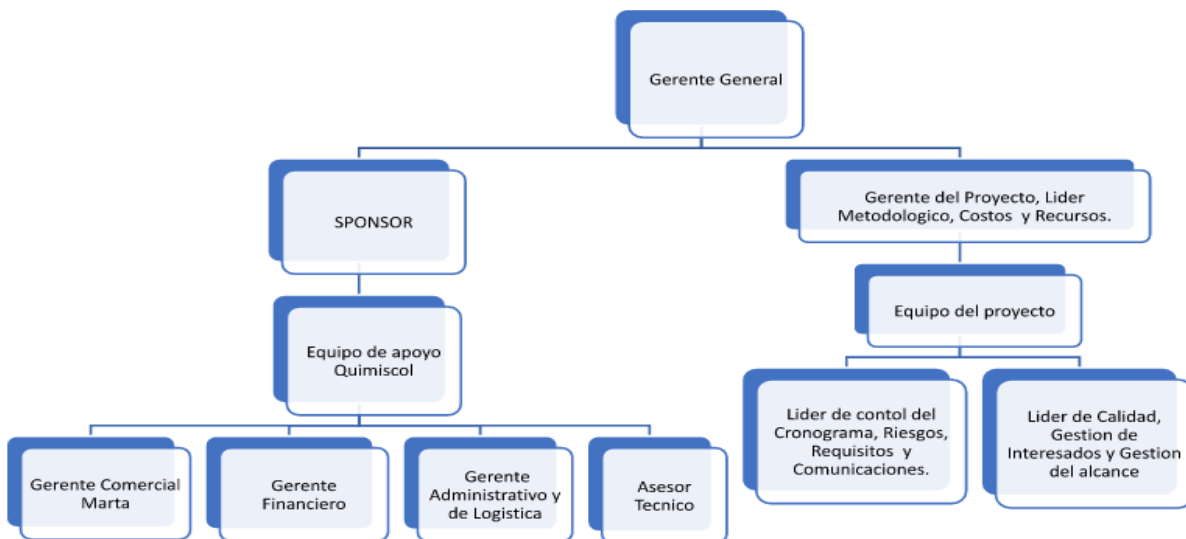 Gerente General
SPONSOR
Gerente del Proyecto, Lider
Metodologico, Costos y Recursos.
Equipo de apoyo
Quimiscol
Equipo del proyecto
Gerente Comercial
Marta
Gerente
Financiero
Gerente
Administrativo y
de Logistica
Asesor
Tecnico
Lider de contol del
Cronograma, Riesgos,
Requisitos y
Comunicaciones.
Lider de Calidad,
Gestion de
Interesados y Gestion
del alcance